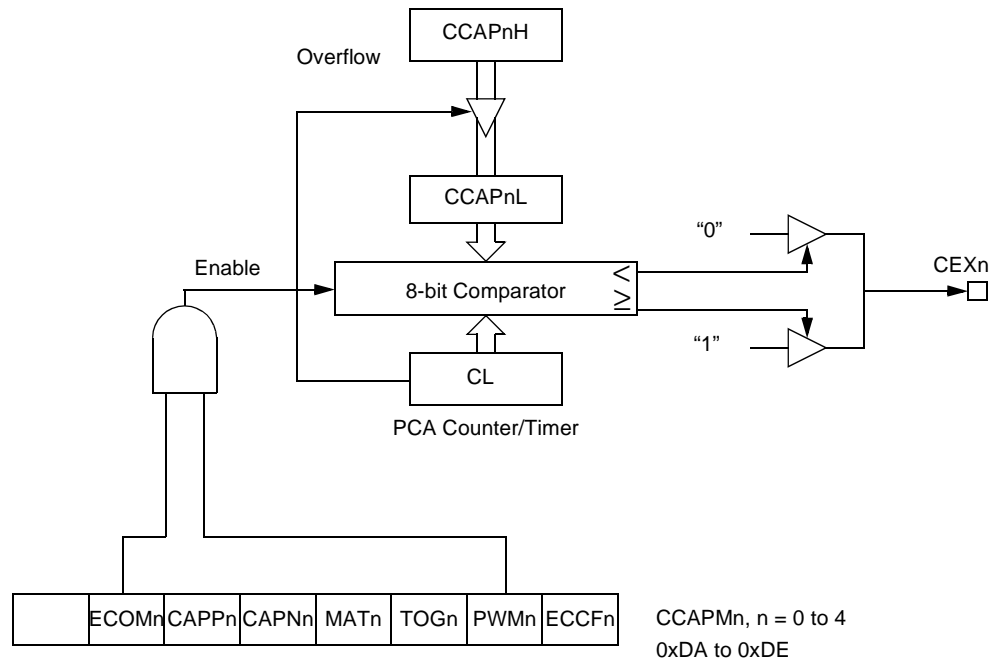 CCAPnH
Overflow
CCAPnL
“0”
Enable
<
CEXn
8-bit Comparator
≥
“1”
CL
PCA Counter/Timer
ECOMn CAPPn CAPNn MATn TOGn PWMn ECCFn
CCAPMn, n = 0 to 4
0xDA to 0xDE